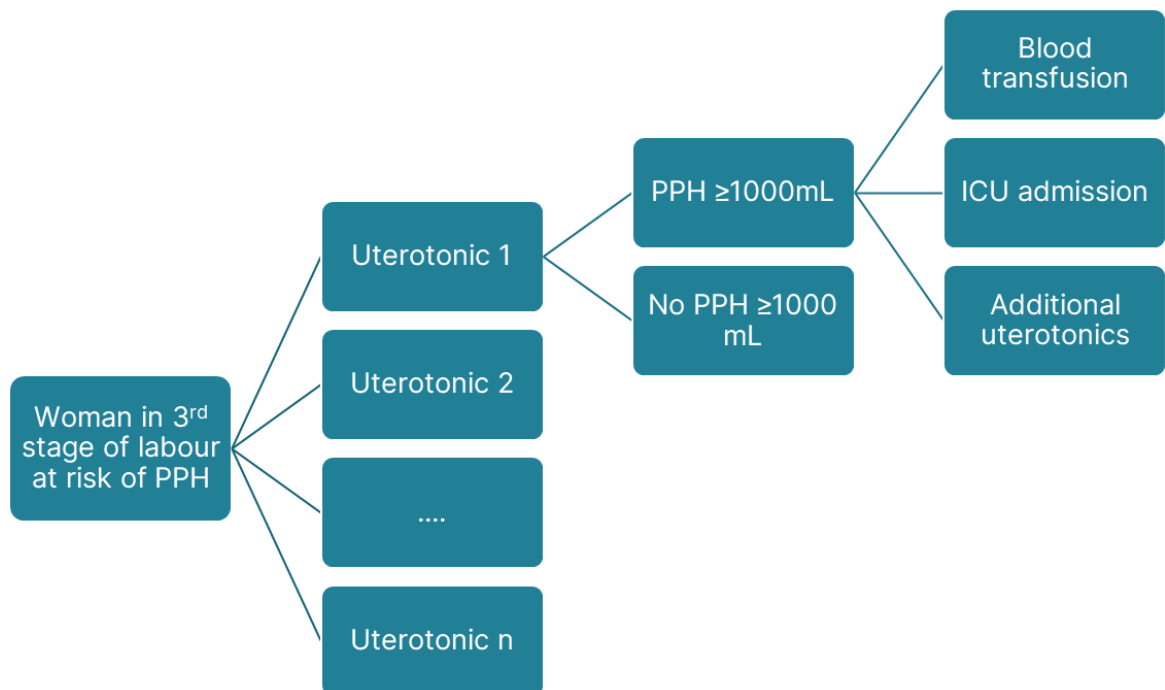 Woman in 3rd
stage of labour
at risk of PPH
Uterotonic 1
Uterotonic 2
....
Uterotonic n
PPH ≥1000mL
No PPH ≥1000
mL
Blood
transfusion
ICU admission
Additional
uterotonics